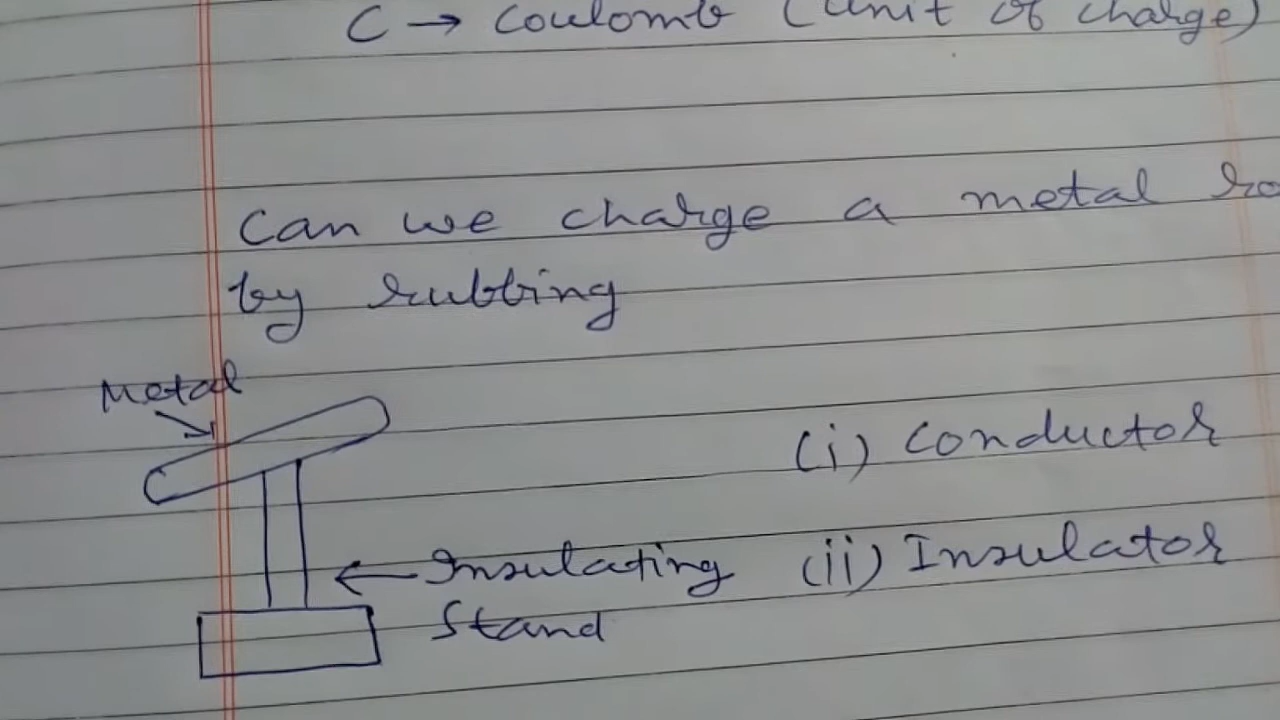 C → Coulomb (Unit of charge)
Can we charge a metal
by rubbing
Metal
(i) Conductor
← Insulating (ii) Insulator
Stand